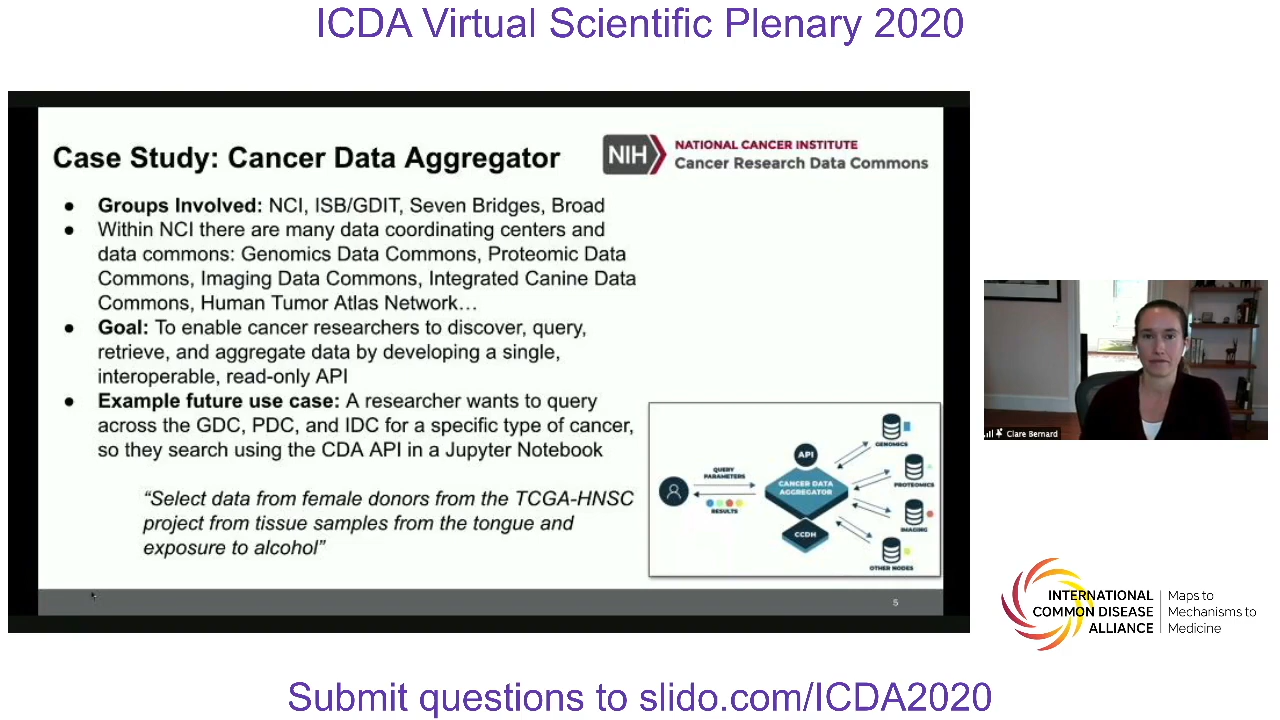 ICDA Virtual Scientific Plenary 2020
Case Study: Cancer Data Aggregator
NIH
NATIONAL CANCER INSTITUTE
Cancer Research Data Commons
● Groups Involved: NCI, ISB/GDIT, Seven Bridges, Broad
● Within NCI there are many data coordinating centers and
data commons: Genomics Data Commons, Proteomic Data
Commons, Imaging Data Commons, Integrated Canine Data
Commons, Human Tumor Atlas Network…
● Goal: To enable cancer researchers to discover, query,
retrieve, and aggregate data by developing a single,
interoperable, read-only API
● Example future use case: A researcher wants to query
across the GDC, PDC, and IDC for a specific type of cancer,
so they search using the CDA API in a Jupyter Notebook
“Select data from female donors from the TCGA-HNSC
project from tissue samples from the tongue and
exposure to alcohol”
QUERY
PARAMETERS
RESULTS
API
CANCER DATA
AGGREGATOR
CCDH
GENOMICS
PROTEOMICS
IMAGING
OTHER NODES
5
Clare Bernard
INTERNATIONAL
COMMON DISEASE
ALLIANCE
Maps to
Mechanisms to
Medicine
Submit questions to slido.com/ICDA2020